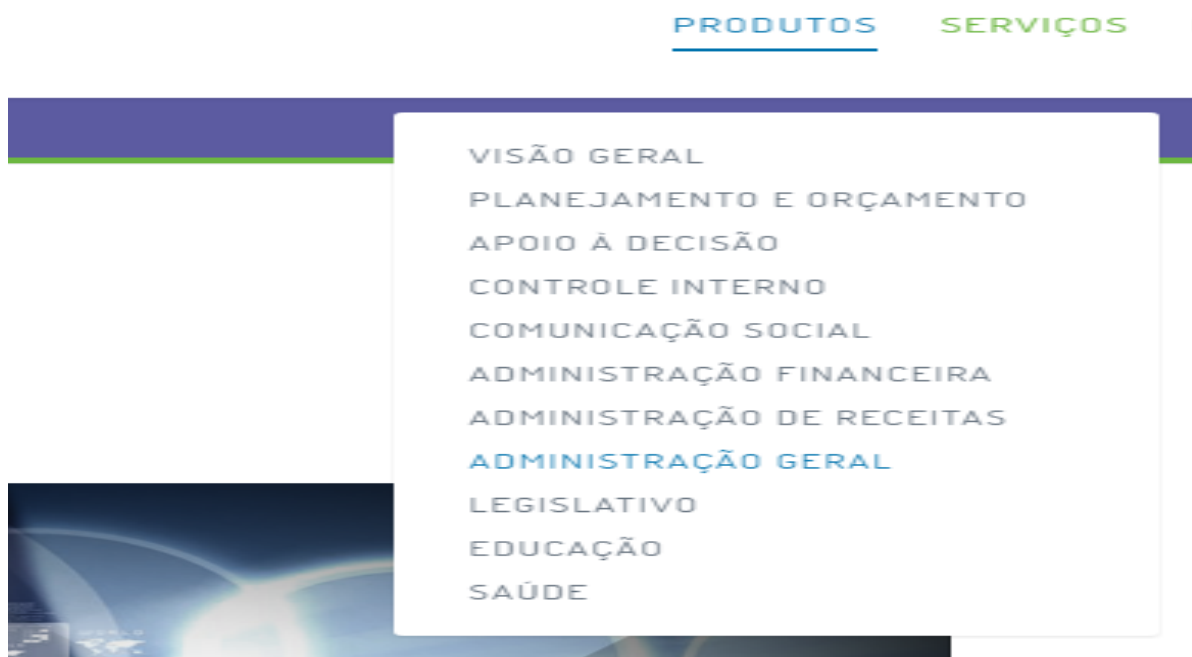 PRODUTOS SERVIÇOS
VISÃO GERAL
PLANEJAMENTO E ORÇAMENTO
APOIO À DECISÃO
CONTROLE INTERNO
COMUNICAÇÃO SOCIAL
ADMINISTRAÇÃO FINANCEIRA
ADMINISTRAÇÃO DE RECEITAS
ADMINISTRAÇÃO GERAL
LEGISLATIVO
EDUCAÇÃO
SAÚDE
WORLD